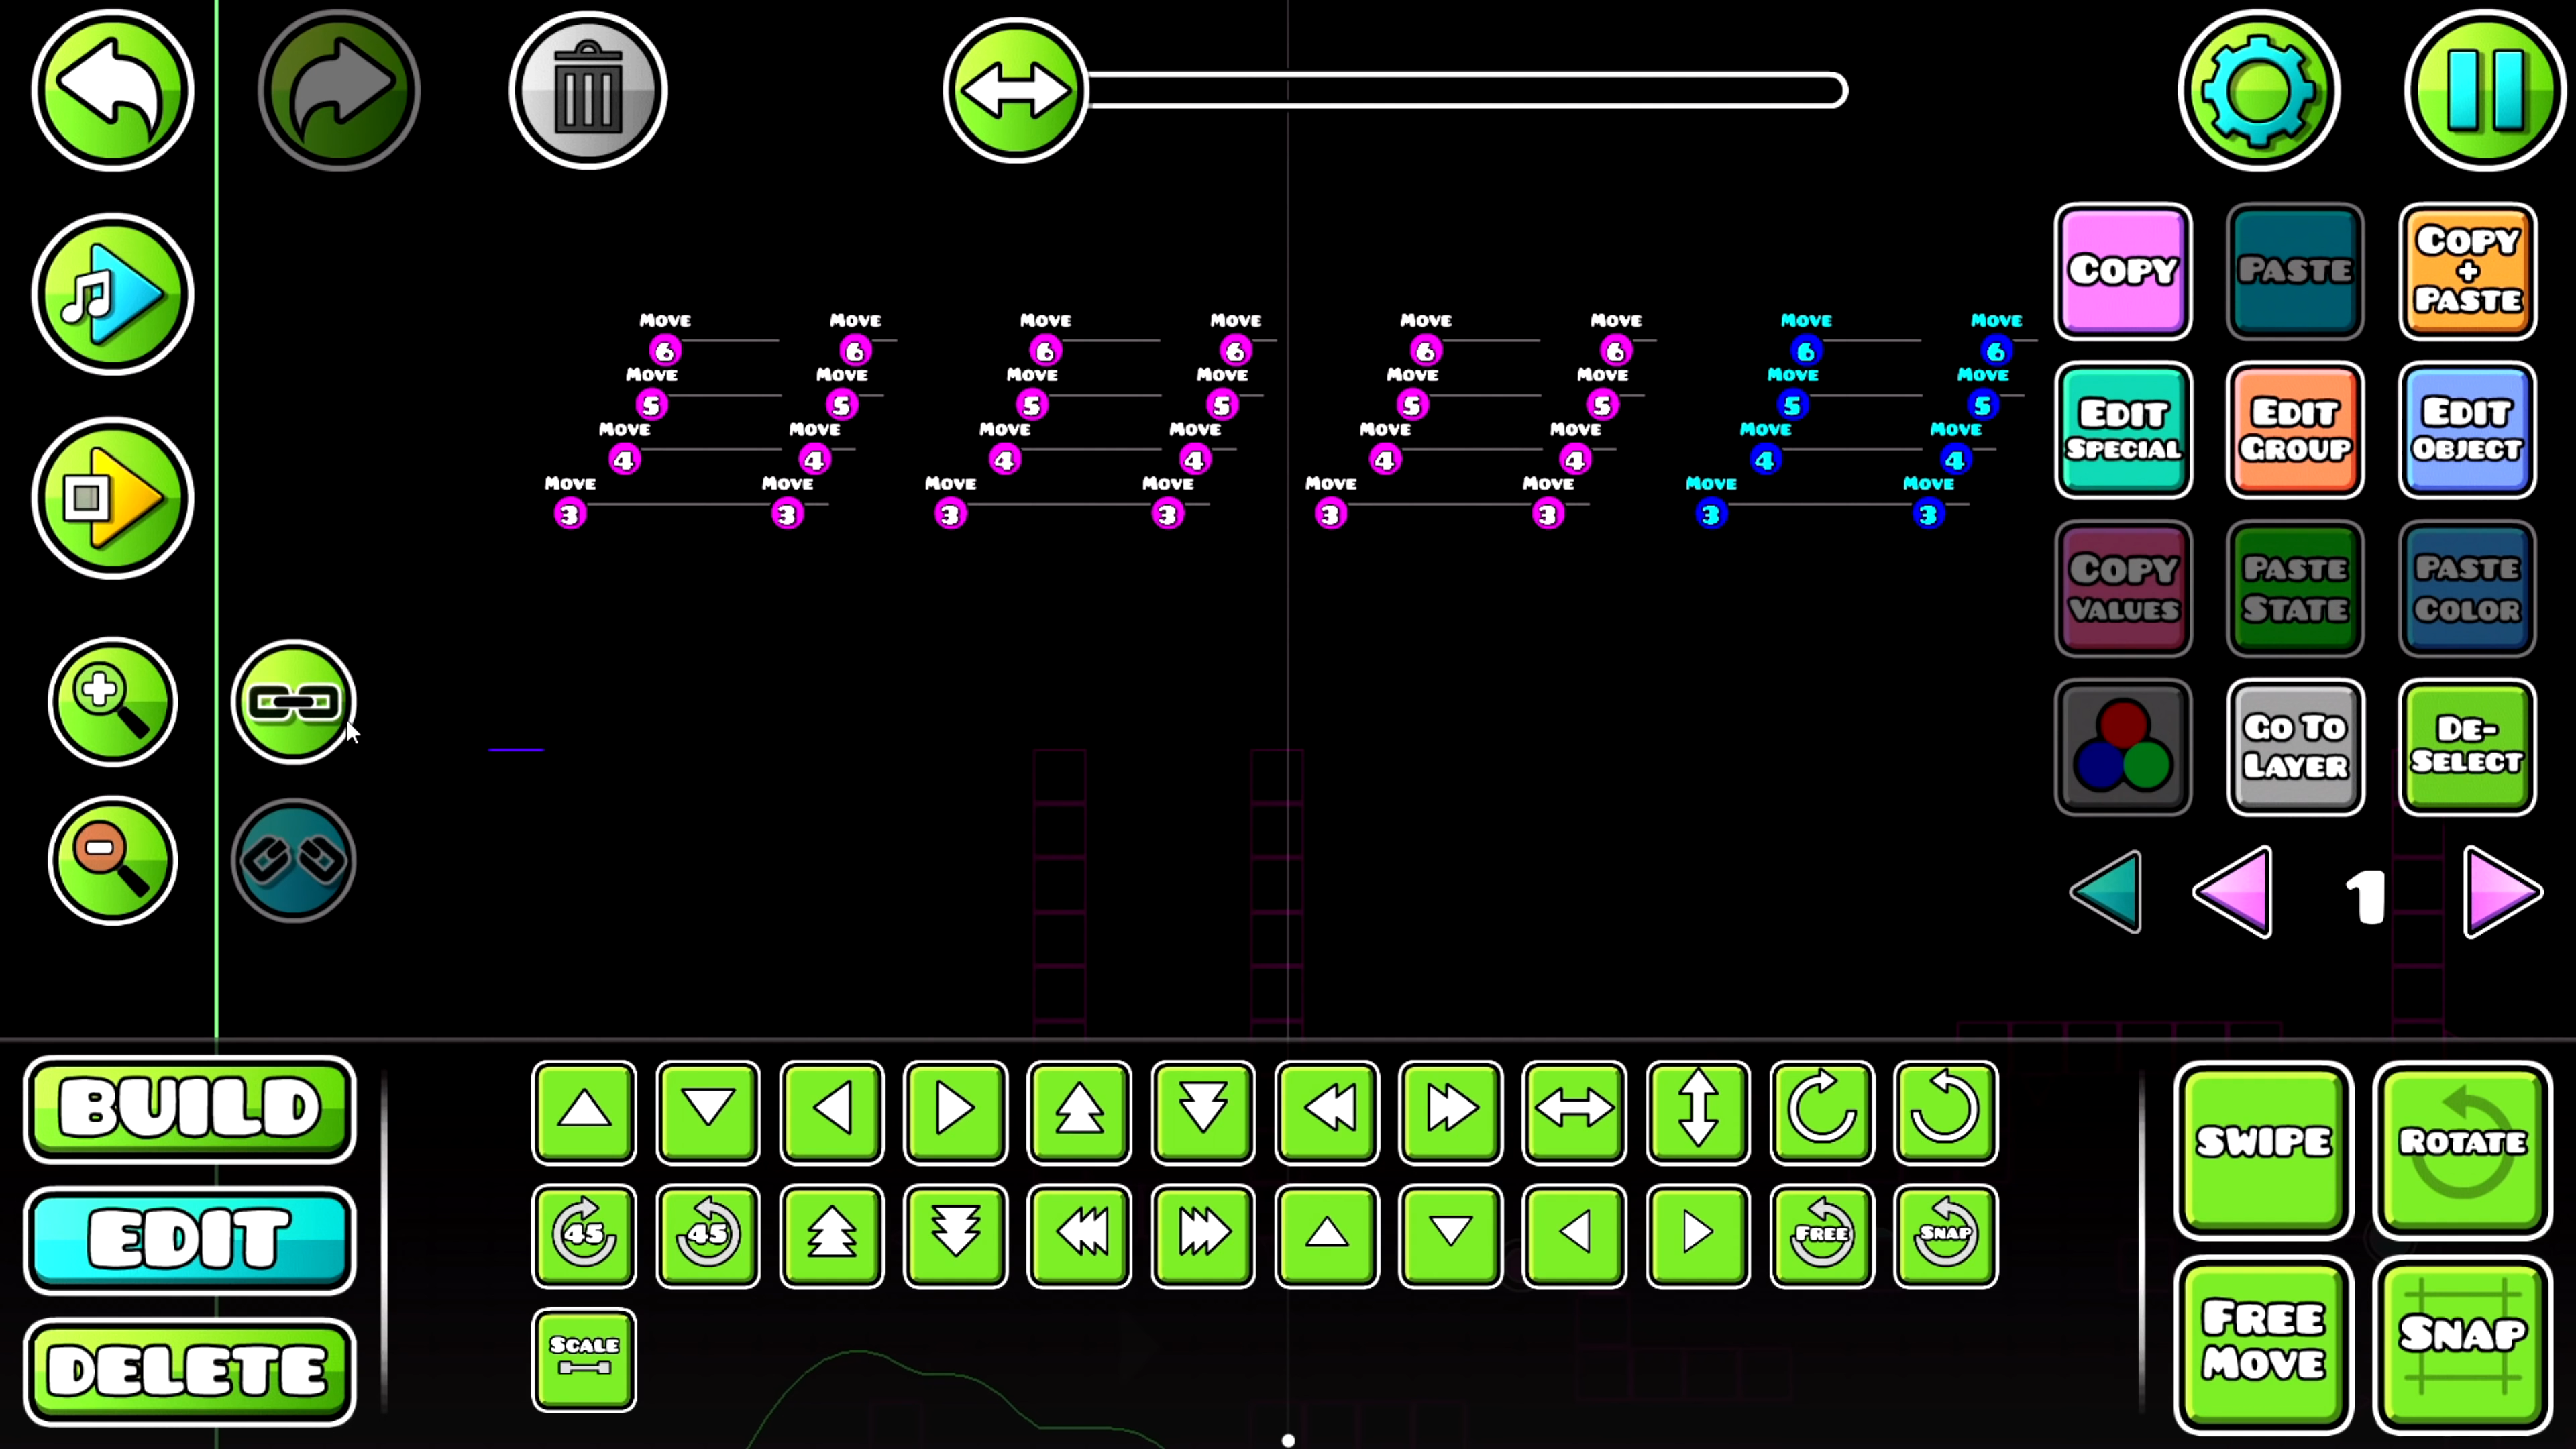 MOVE MOVE MOVE MOVE MOVE MOVE MOVE MOVE
6 6 6 6 6 6 6 6
MOVE MOVE MOVE MOVE MOVE MOVE MOVE MOVE
5 5 5 5 5 5 5 5
MOVE MOVE MOVE MOVE MOVE MOVE MOVE MOVE
4 4 4 4 4 4 4 4
MOVE MOVE MOVE MOVE MOVE MOVE MOVE MOVE
3 3 3 3 3 3 3 3
COPY
PASTE
COPY
+
PASTE
EDIT
SPECIAL
EDIT
GROUP
EDIT
OBJECT
COPY
VALUES
PASTE
STATE
PASTE
COLOR
GO TO
LAYER
DE-
SELECT
1
BUILD
EDIT
DELETE
45
45
FREE
SNAP
SCALE
SWIPE
ROTATE
FREE
MOVE
SNAP